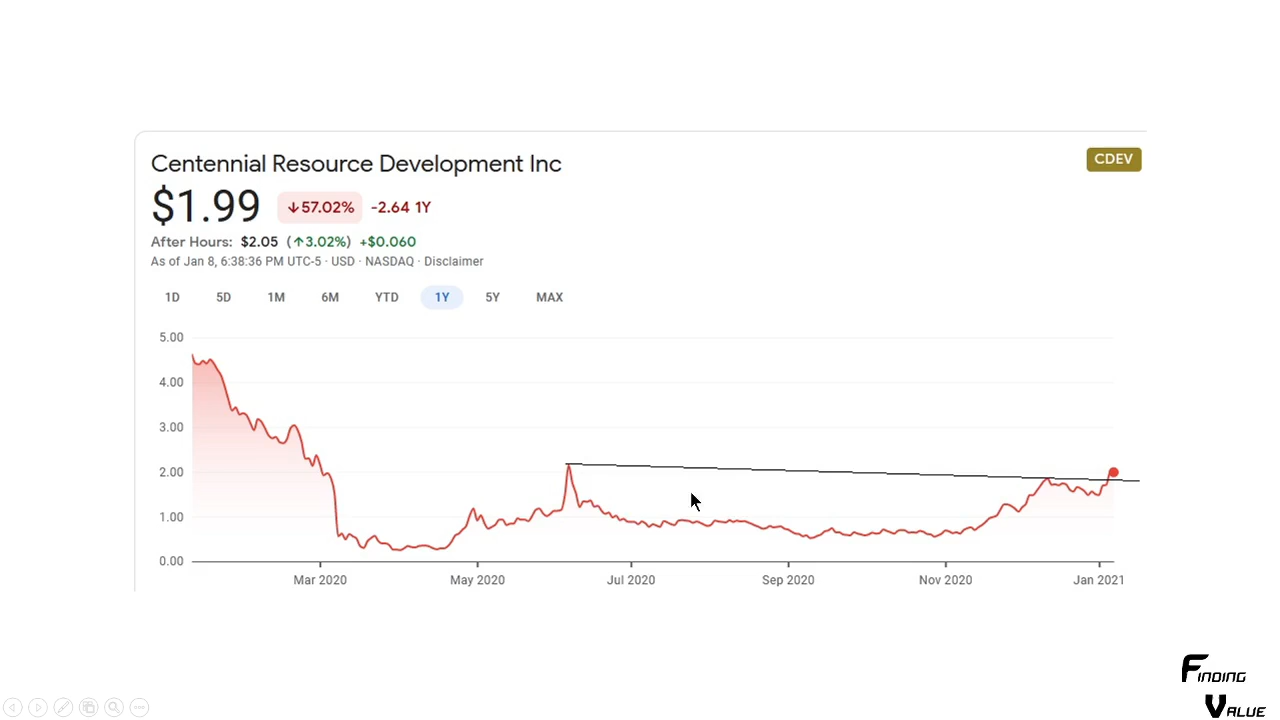 Centennial Resource Development Inc
CDEV
$1.99 ↓57.02% -2.64 1Y
After Hours: $2.05 (↑3.02%) +$0.060
As of Jan 8, 6:38:36 PM UTC-5 · USD · NASDAQ · Disclaimer
1D 5D 1M 6M YTD 1Y 5Y MAX
5.00
4.00
3.00
2.00
1.00
0.00
Mar 2020 May 2020 Jul 2020 Sep 2020 Nov 2020 Jan 2021
Finding
Value